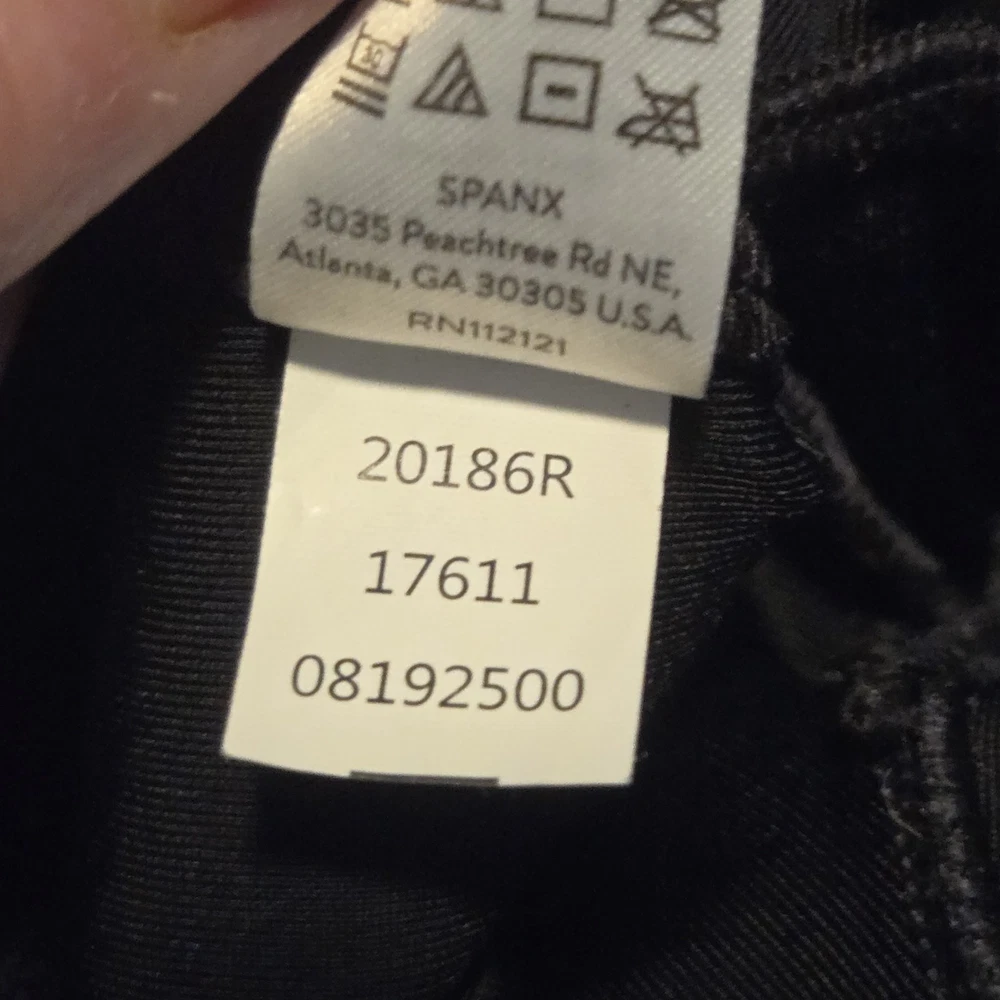 SPANX
3035 Peachtree Rd NE,
Atlanta, GA 30305 U.S.A.
RN112121
20186R
17611
08192500